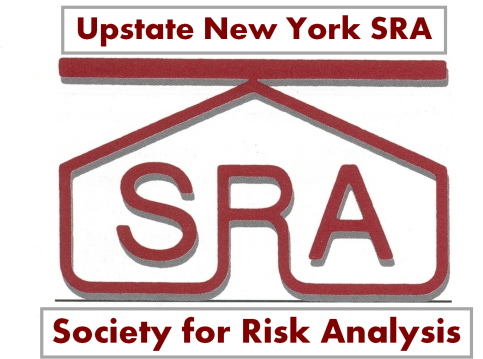 Upstate New York SRA
SRA
Society for Risk Analysis